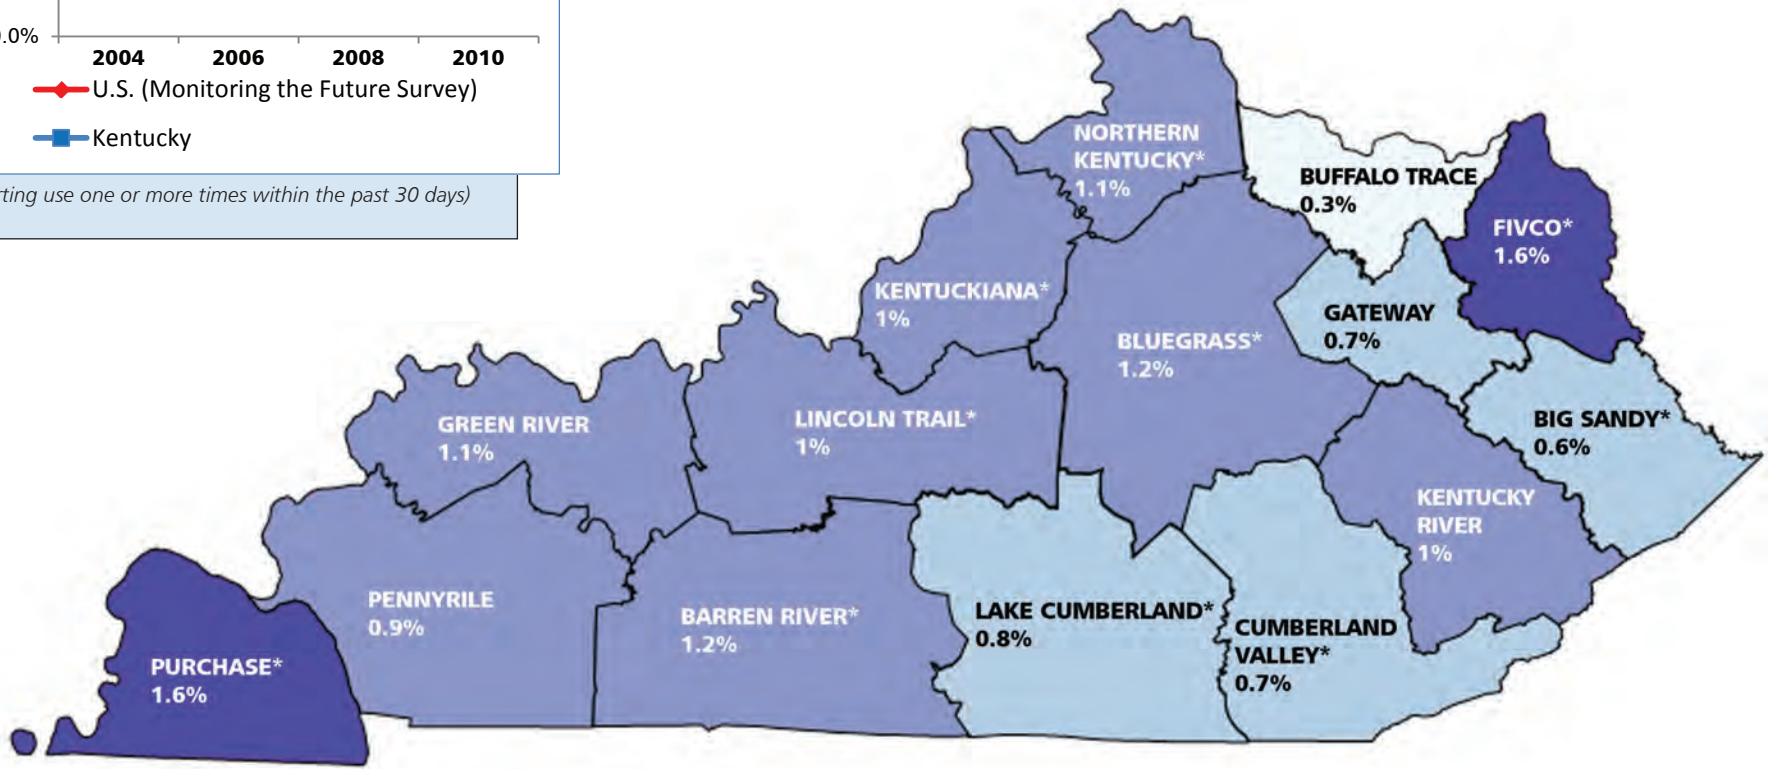 .0%
2004 2006 2008 2010
U.S. (Monitoring the Future Survey)
Kentucky
rting use one or more times within the past 30 days)
NORTHERN
KENTUCKY*
1.1%
BUFFALO TRACE
0.3%
FIVCO*
1.6%
KENTUCKIANA*
1%
GATEWAY
0.7%
BLUEGRASS*
1.2%
GREEN RIVER
1.1%
LINCOLN TRAIL*
1%
BIG SANDY*
0.6%
KENTUCKY
RIVER
1%
PENNYRILE
0.9%
BARREN RIVER*
1.2%
LAKE CUMBERLAND*
0.8%
CUMBERLAND
VALLEY*
0.7%
PURCHASE*
1.6%